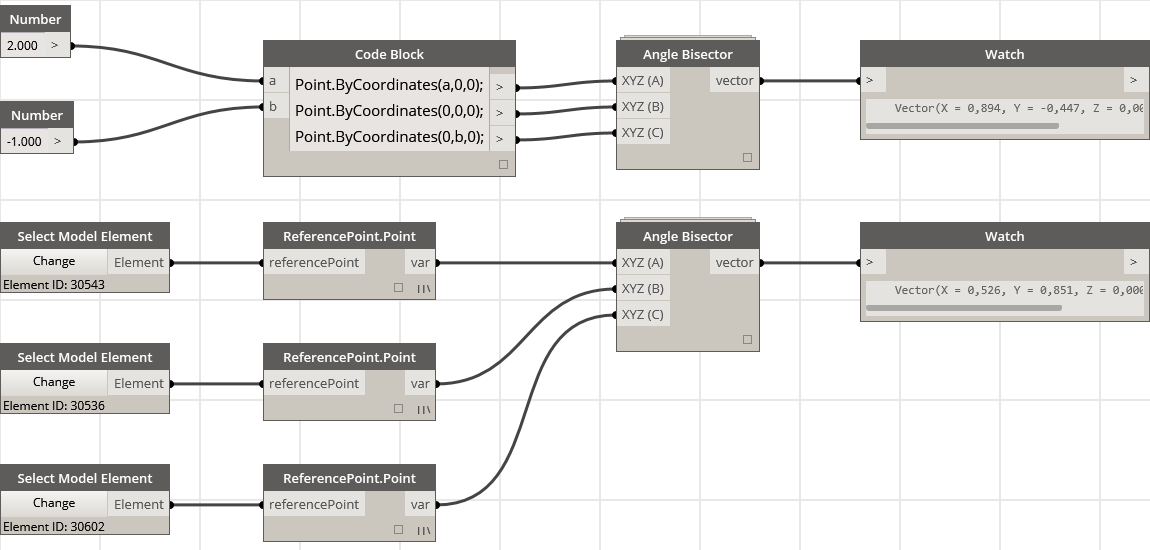 Number
2.000 >
Number
-1.000 >
Code Block
a Point.ByCoordinates(a,0,0); >
b Point.ByCoordinates(0,0,0); >
Point.ByCoordinates(0,b,0); >
Angle Bisector
XYZ (A) vector
XYZ (B)
XYZ (C)
Watch
> >
Vector(X = 0,894, Y = -0,447, Z = 0,00
Select Model Element
Change Element
Element ID: 30543
ReferencePoint.Point
referencePoint var
Angle Bisector
XYZ (A) vector
XYZ (B)
XYZ (C)
Watch
> >
Vector(X = 0,526, Y = 0,851, Z = 0,000
Select Model Element
Change Element
Element ID: 30536
ReferencePoint.Point
referencePoint var
Select Model Element
Change Element
Element ID: 30602
ReferencePoint.Point
referencePoint var